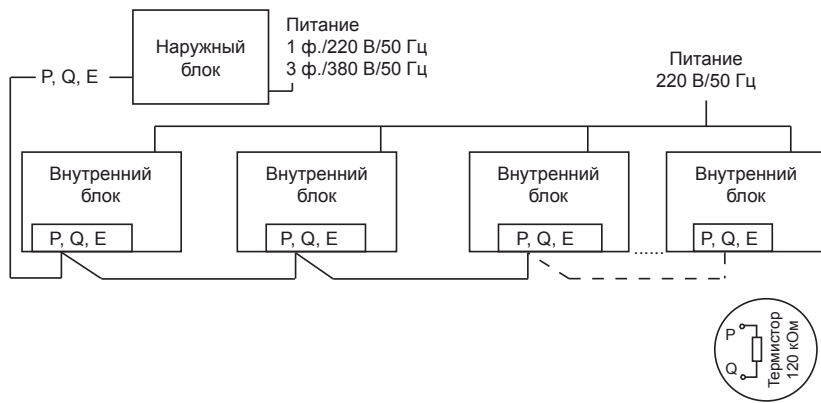 Наружный
блок
Питание
1 ф./220 В/50 Гц
3 ф./380 В/50 Гц
P, Q, E
Питание
220 В/50 Гц
Внутренний
блок
P, Q, E
Внутренний
блок
P, Q, E
Внутренний
блок
P, Q, E
Внутренний
блок
P, Q, E
P
Q
Термистор
120 кОм